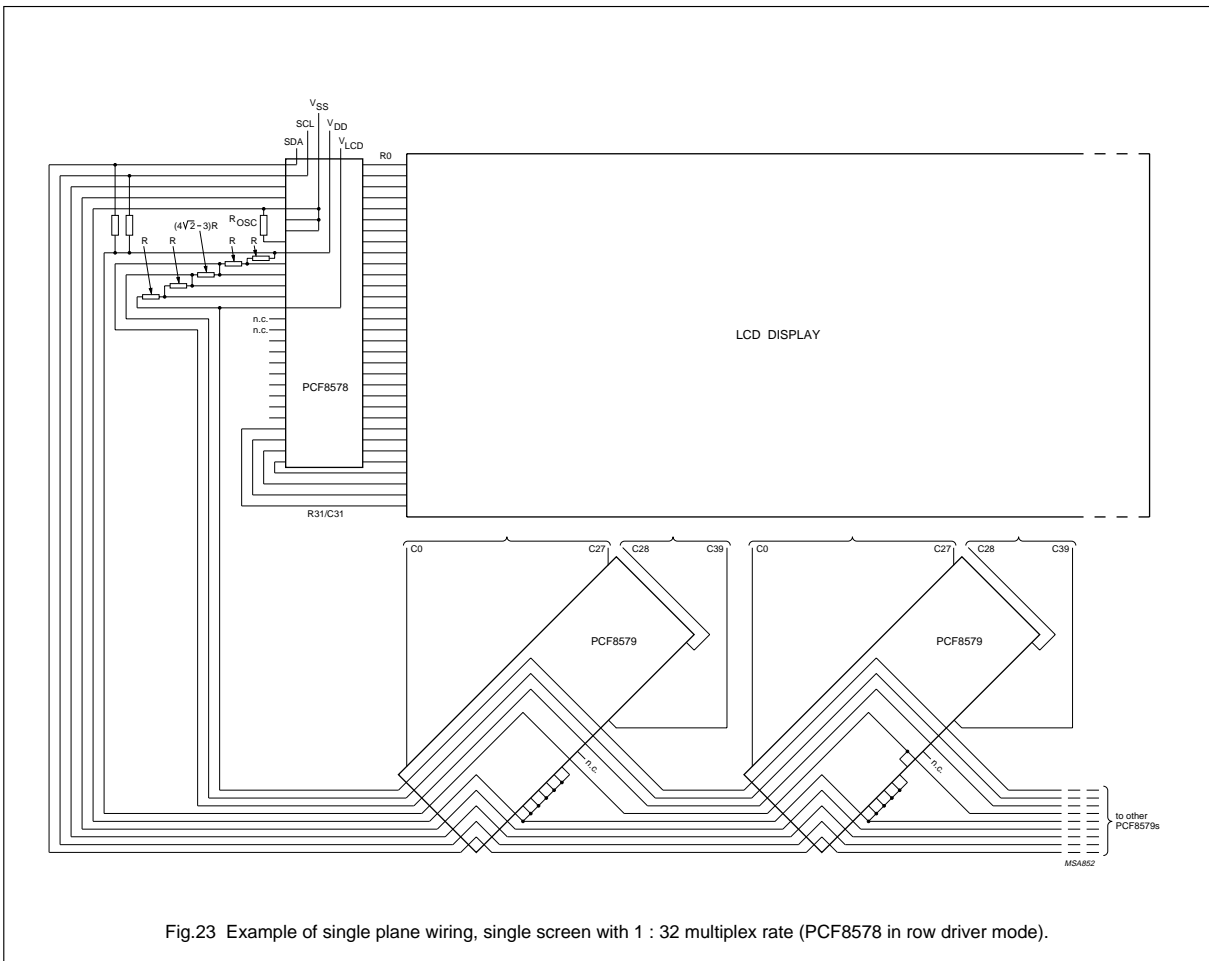 VSS
SCL
VDD
SDA
VLCD
R0
(4√2−3)R
ROSC
R
R
R
R
n.c.
n.c.
LCD DISPLAY
PCF8578
R31/C31
C0
C27
C28
C39
C0
C27
C28
C39
PCF8579
PCF8579
n.c.
n.c.
to other
PCF8579s
MSA852
Fig.23 Example of single plane wiring, single screen with 1 : 32 multiplex rate (PCF8578 in row driver mode).